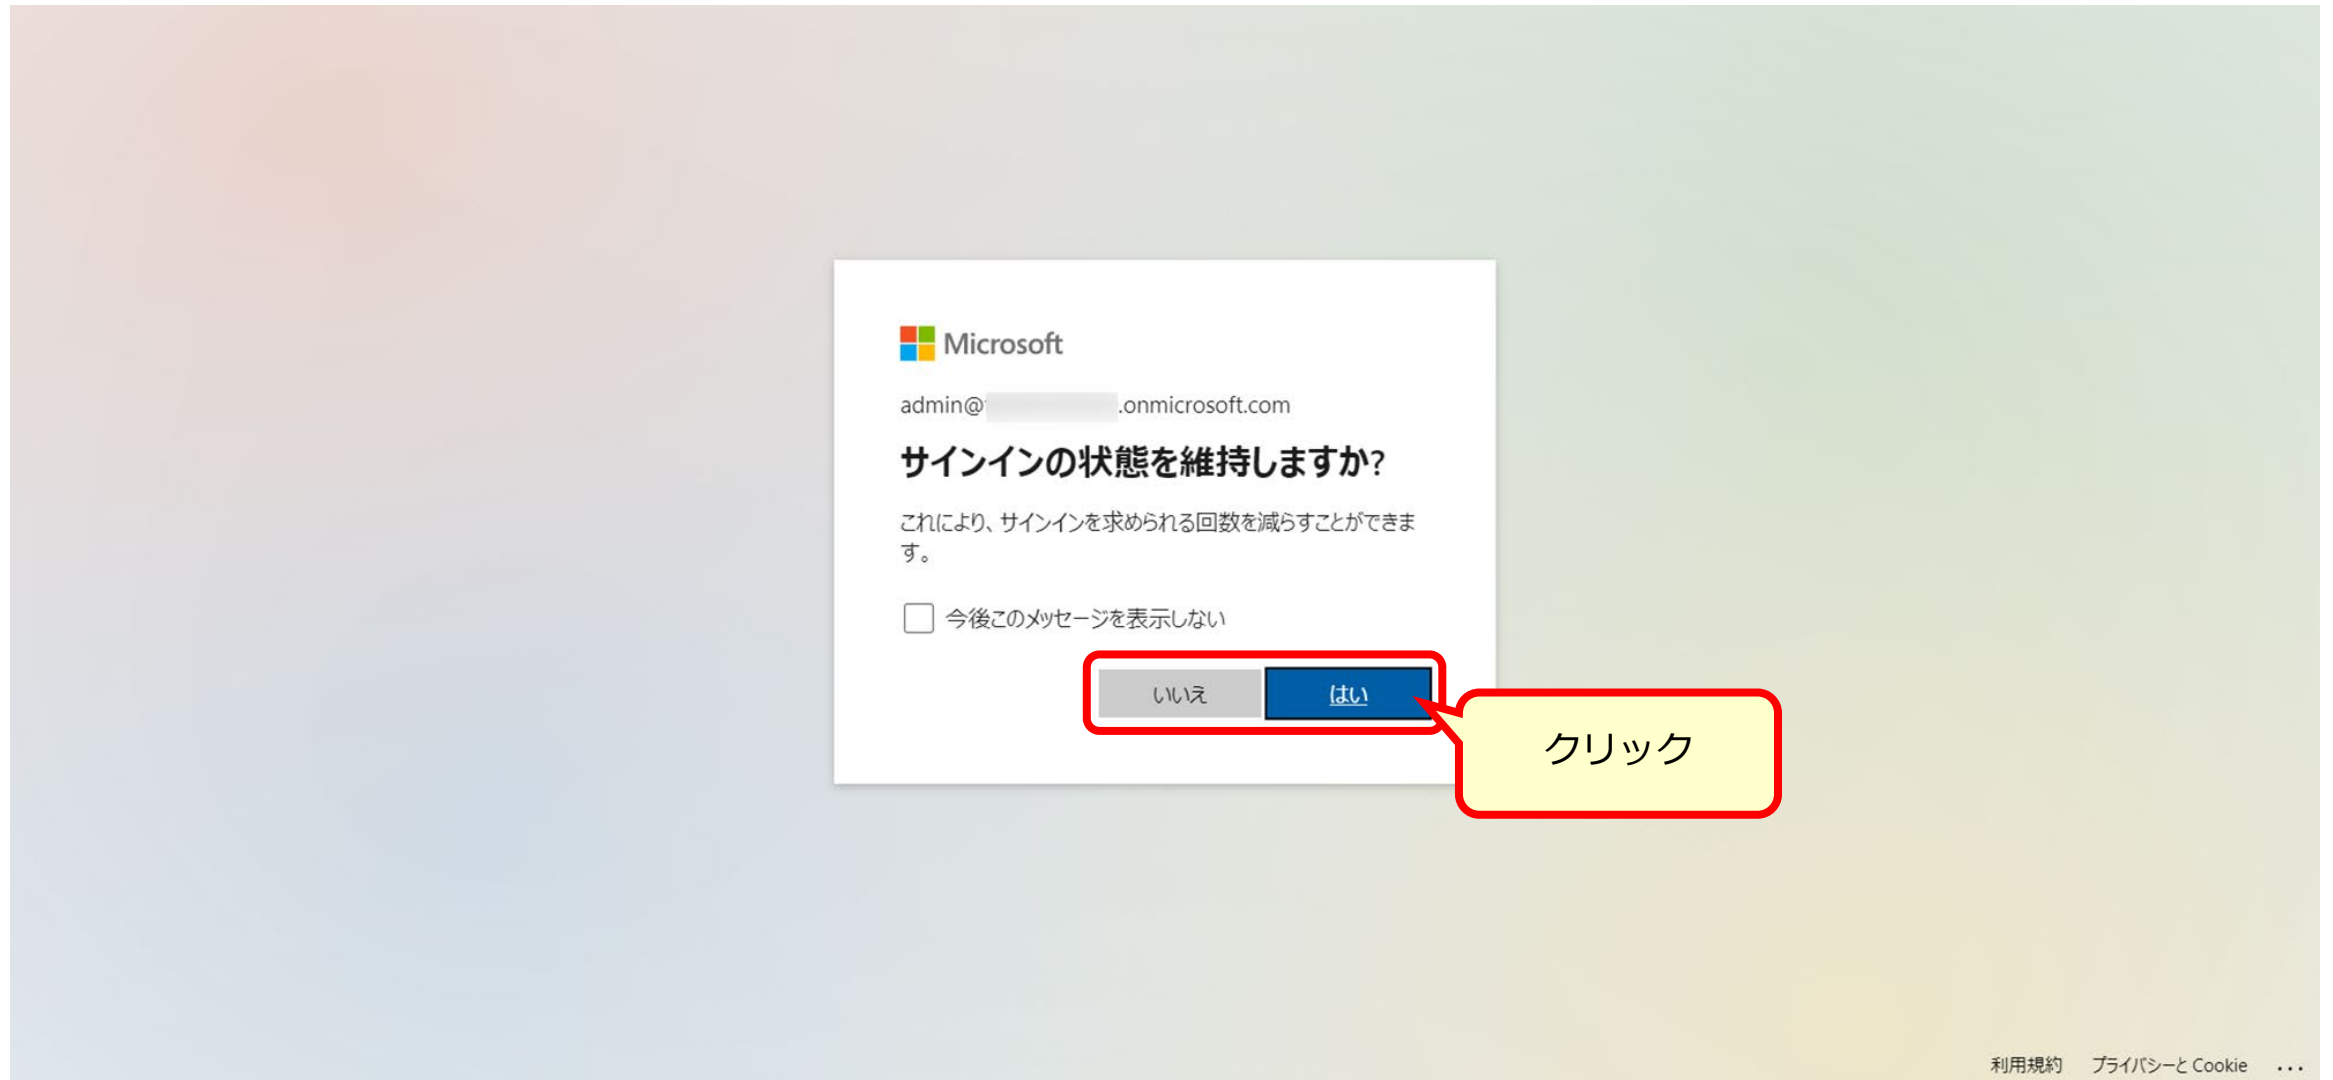 Microsoft
admin@ .onmicrosoft.com
サインインの状態を維持しますか?
これにより、サインインを求められる回数を減らすことができま
す。
今後このメッセージを表示しない
いいえ はい
クリック
利用規約 プライバシーと Cookie ...